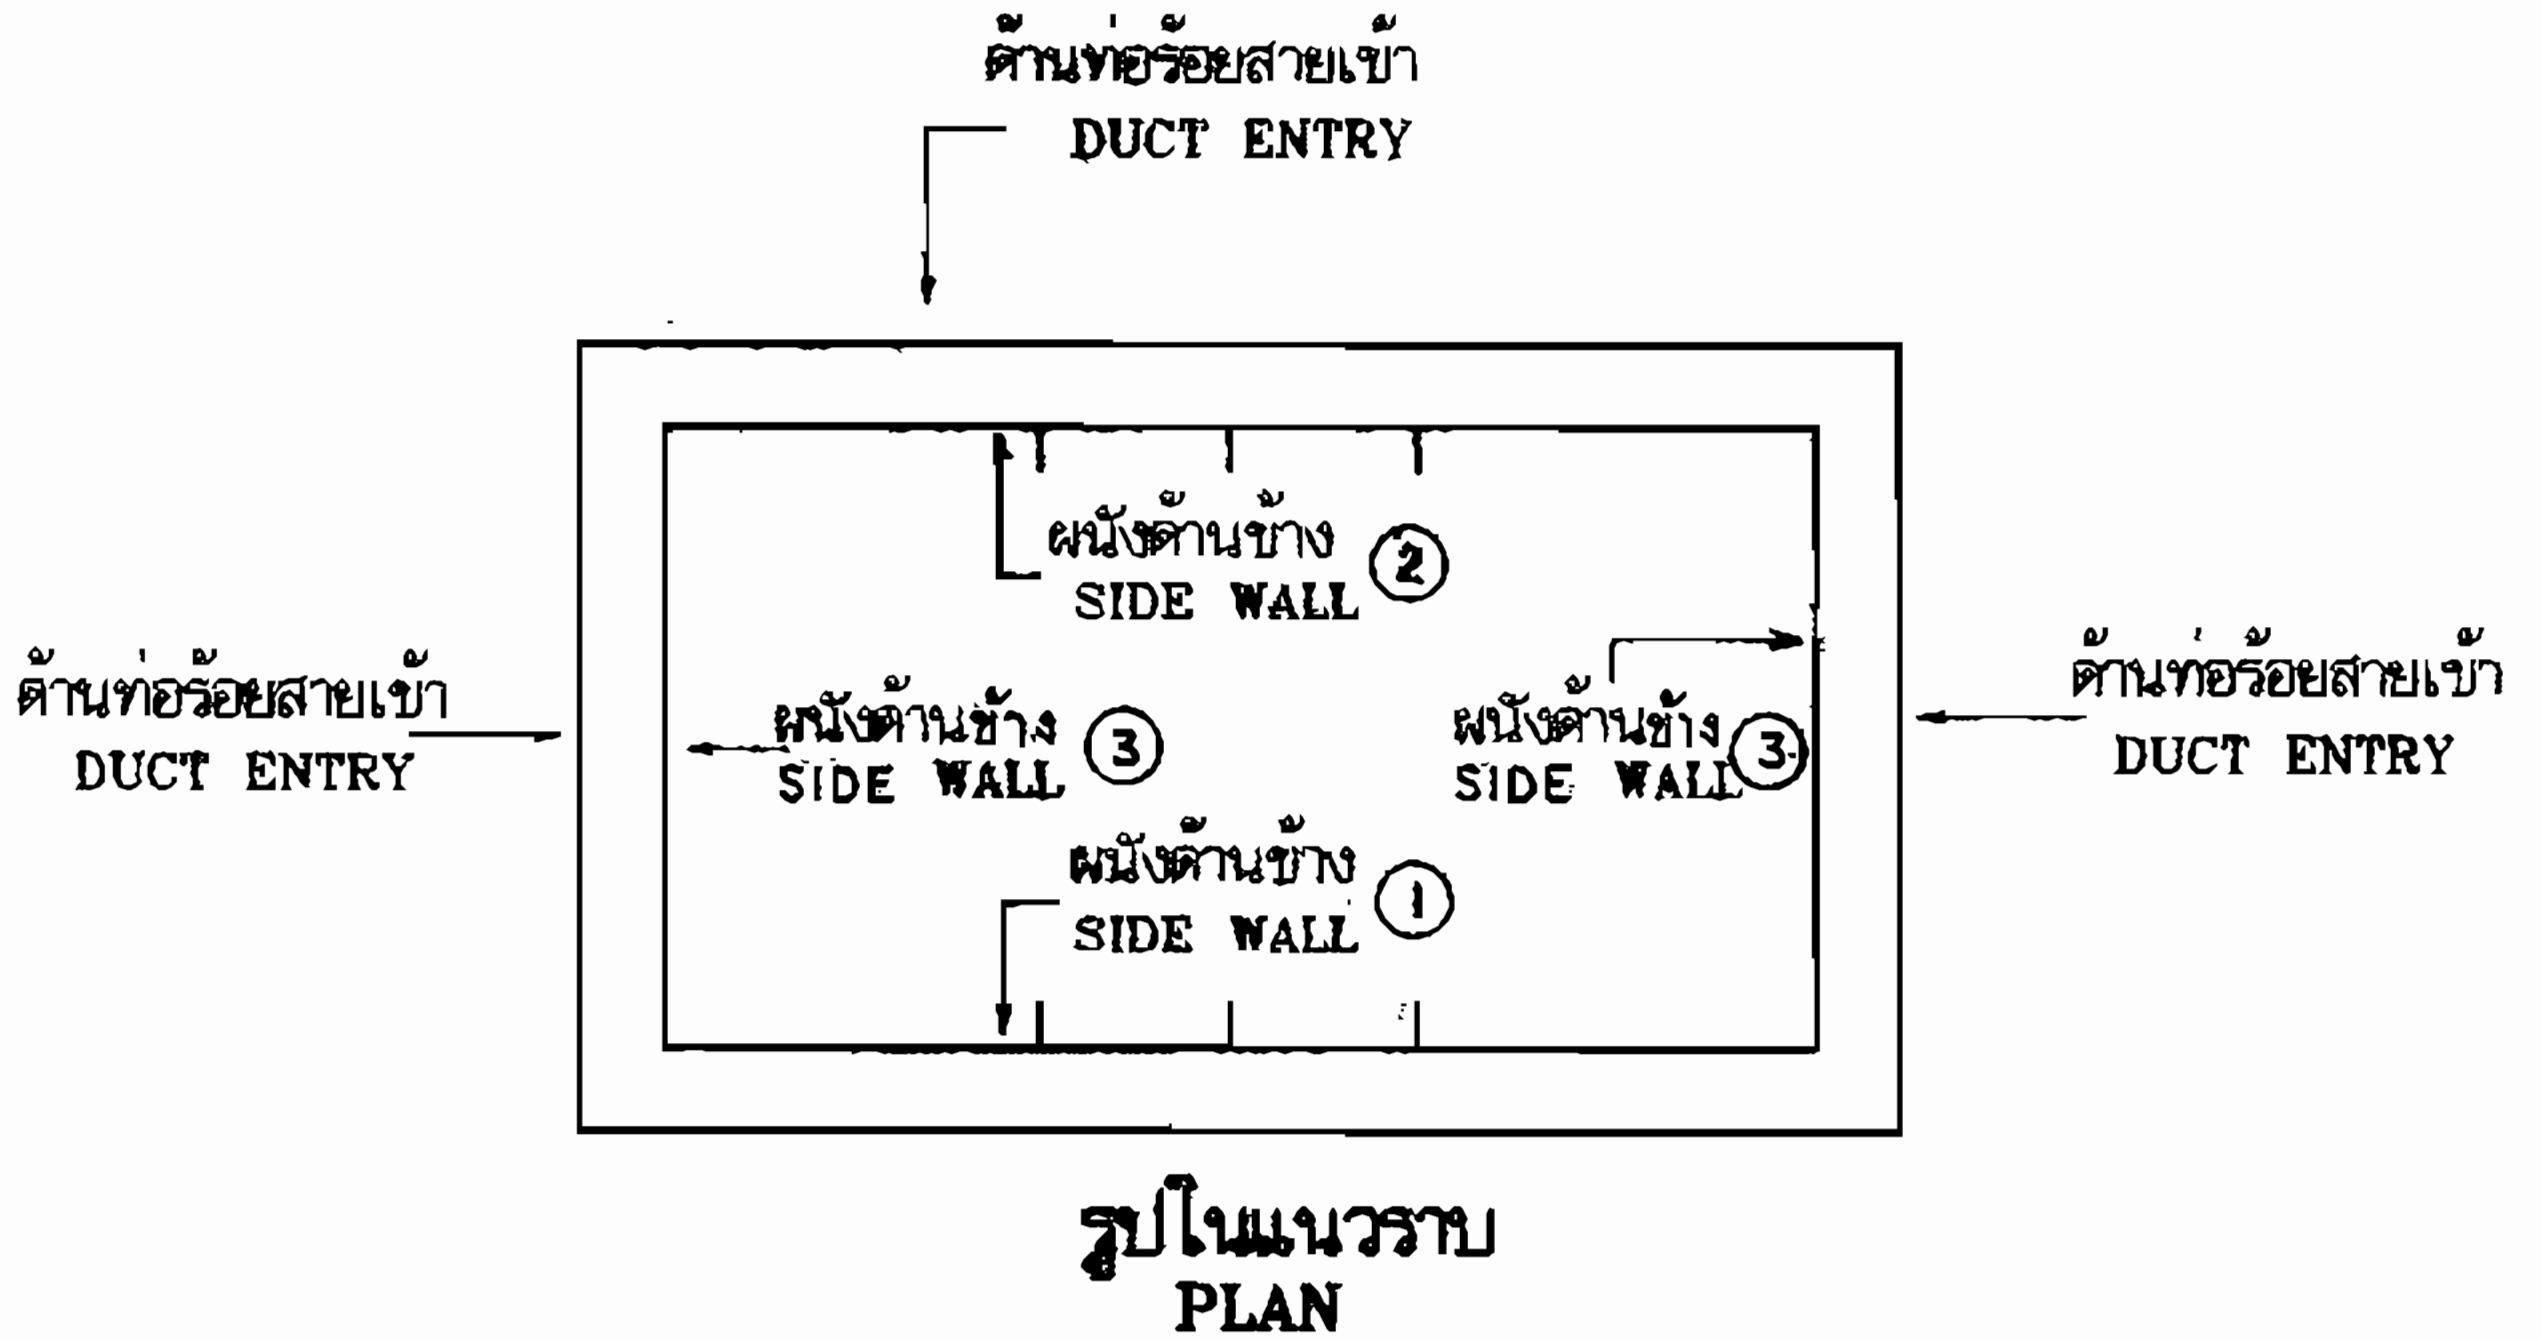 ด้านท่อร้อยสายเข้า
DUCT ENTRY
ผนังด้านข้าง ②
SIDE WALL
ด้านท่อร้อยสายเข้า
DUCT ENTRY
ผนังด้านข้าง ③
SIDE WALL
ผนังด้านข้าง ③
SIDE WALL
ด้านท่อร้อยสายเข้า
DUCT ENTRY
ผนังด้านข้าง ①
SIDE WALL
รูปในแนวราบ
PLAN